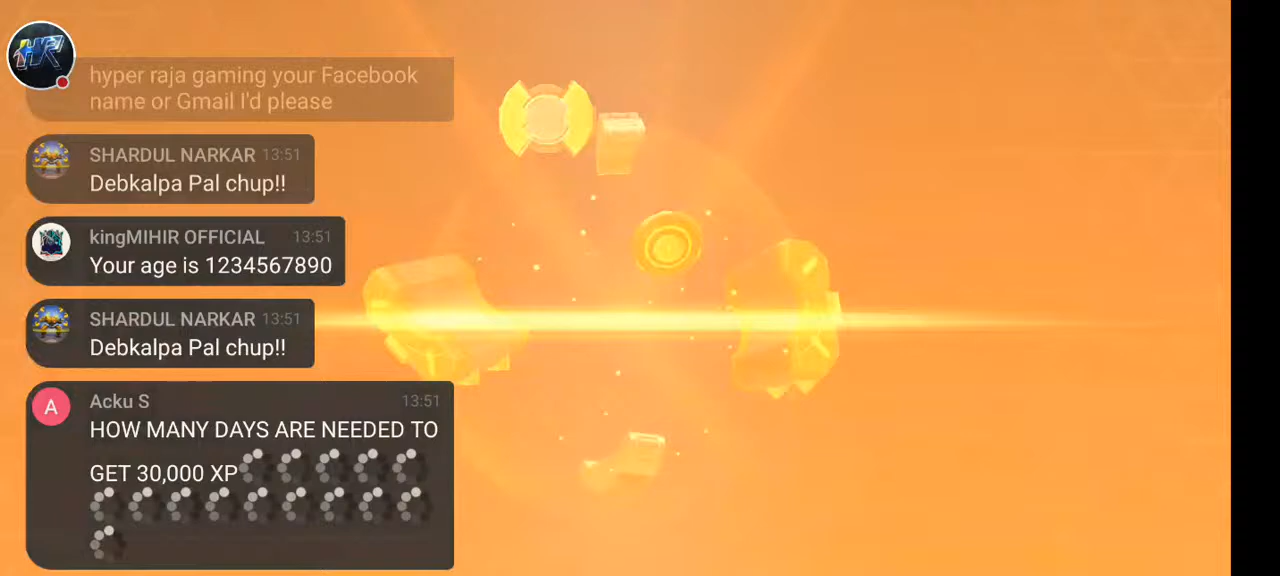 HR
hyper raja gaming your Facebook
name or Gmail I'd please
SHARDUL NARKAR 13:51
Debkalpa Pal chup!!
kingMIHIR OFFICIAL 13:51
Your age is 1234567890
SHARDUL NARKAR 13:51
Debkalpa Pal chup!!
A
Acku S 13:51
HOW MANY DAYS ARE NEEDED TO
GET 30,000 XP